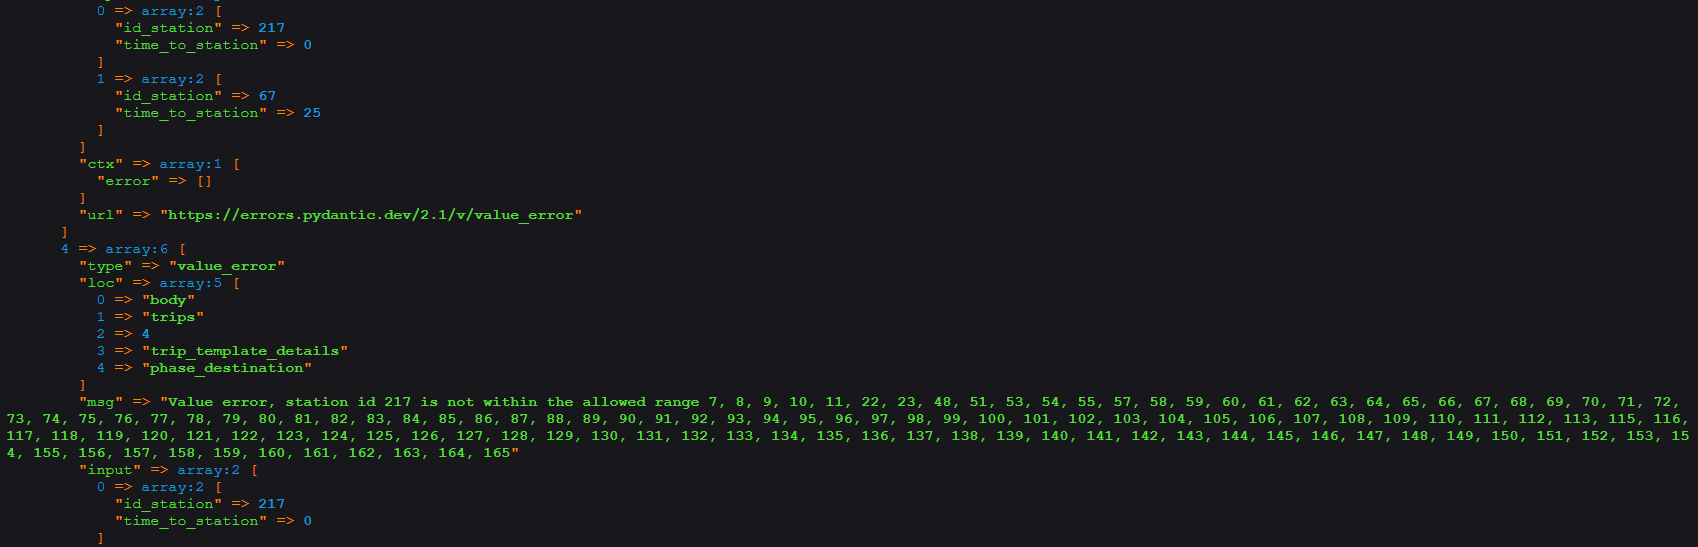 0 => array:2 [
"id_station" => 217
"time_to_station" => 0
]
1 => array:2 [
"id_station" => 67
"time_to_station" => 25
]
]
"ctx" => array:1 [
"error" => []
]
"url" => "https://errors.pydantic.dev/2.1/v/value_error"
]
4 => array:6 [
"type" => "value_error"
"loc" => array:5 [
0 => "body"
1 => "trips"
2 => 4
3 => "trip_template_details"
4 => "phase_destination"
]
"msg" => "Value error, station id 217 is not within the allowed range 7, 8, 9, 10, 11, 22, 23, 48, 51, 53, 54, 55, 57, 58, 59, 60, 61, 62, 63, 64, 65, 66, 67, 68, 69, 70, 71, 72,
73, 74, 75, 76, 77, 78, 79, 80, 81, 82, 83, 84, 85, 86, 87, 88, 89, 90, 91, 92, 93, 94, 95, 96, 97, 98, 99, 100, 101, 102, 103, 104, 105, 106, 107, 108, 109, 110, 111, 112, 113, 115, 116,
117, 118, 119, 120, 121, 122, 123, 124, 125, 126, 127, 128, 129, 130, 131, 132, 133, 134, 135, 136, 137, 138, 139, 140, 141, 142, 143, 144, 145, 146, 147, 148, 149, 150, 151, 152, 153, 15
4, 155, 156, 157, 158, 159, 160, 161, 162, 163, 164, 165"
"input" => array:2 [
0 => array:2 [
"id_station" => 217
"time_to_station" => 0
]